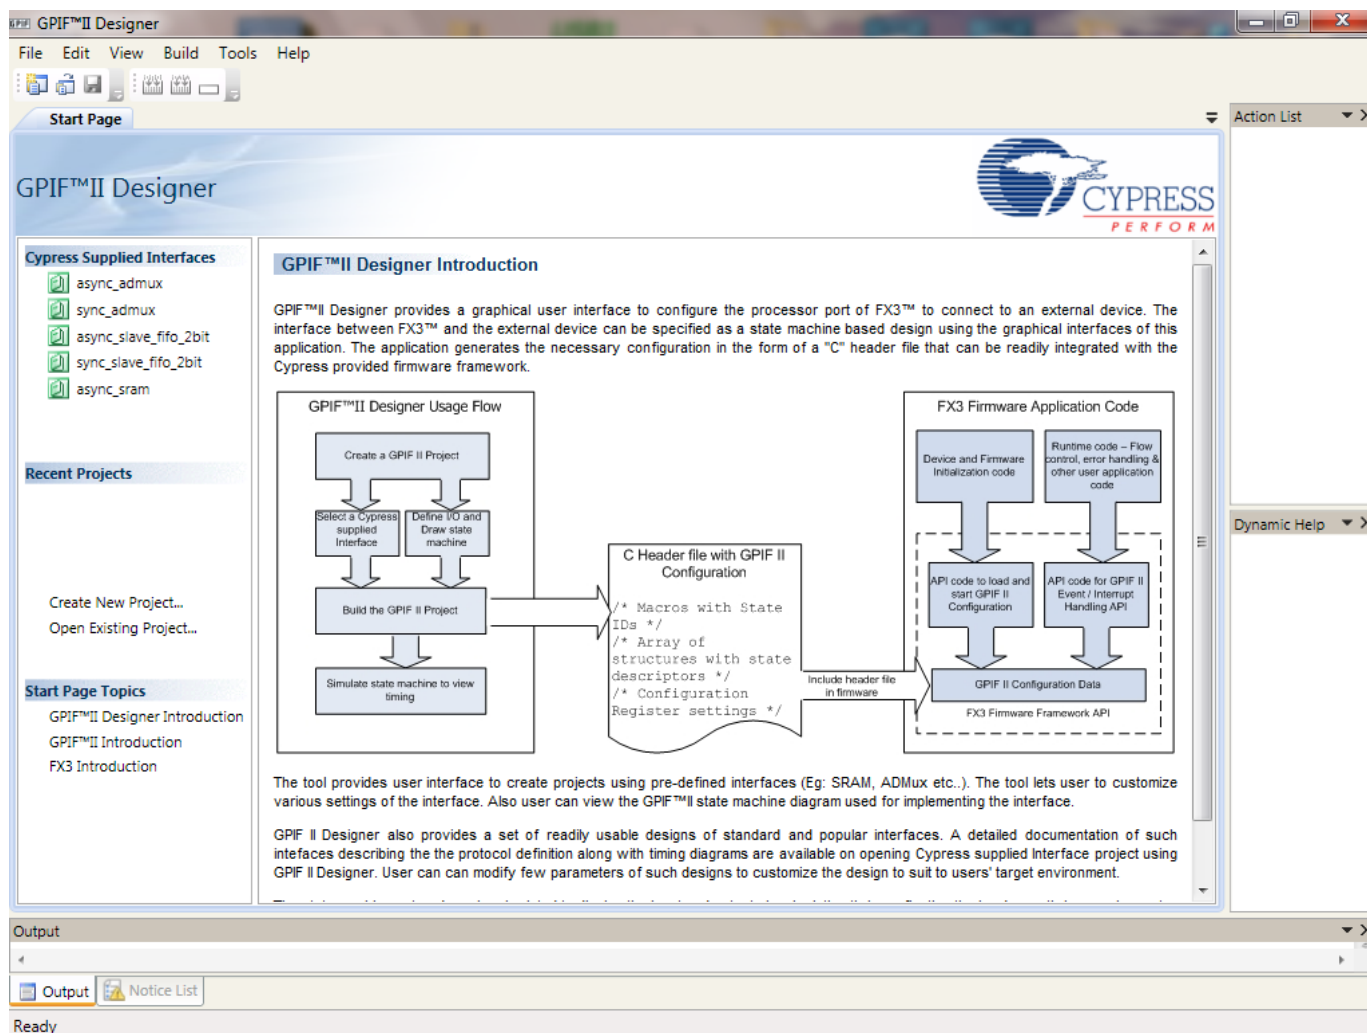 GPIF GPIF™II Designer
File Edit View Build Tools Help
Start Page
GPIF™II Designer
CYPRESS
PERFORM
Cypress Supplied Interfaces
async_admux
sync_admux
async_slave_fifo_2bit
sync_slave_fifo_2bit
async_sram
Recent Projects
Create New Project...
Open Existing Project...
Start Page Topics
GPIF™II Designer Introduction
GPIF™II Introduction
FX3 Introduction
GPIF™II Designer Introduction
GPIF™II Designer provides a graphical user interface to configure the processor port of FX3™ to connect to an external device. The
interface between FX3™ and the external device can be specified as a state machine based design using the graphical interfaces of this
application. The application generates the necessary configuration in the form of a "C" header file that can be readily integrated with the
Cypress provided firmware framework.
GPIF™II Designer Usage Flow
Create a GPIF II Project
Select a Cypress
supplied
Interface
Define I/O and
Draw state
machine
Build the GPIF II Project
Simulate state machine to view
timing
C Header file with GPIF II
Configuration
/* Macros with State
IDs */
/* Array of
structures with state
descriptors */
/* Configuration
Register settings */
Include header file
in firmware
FX3 Firmware Application Code
Device and Firmware
Initialization code
Runtime code – Flow
control, error handling &
other user application
code
API code to load and
start GPIF II
Configuration
API code for GPIF II
Event / Interrupt
Handling API
GPIF II Configuration Data
FX3 Firmware Framework API
The tool provides user interface to create projects using pre-defined interfaces (Eg: SRAM, ADMux etc..). The tool lets user to customize
various settings of the interface. Also user can view the GPIF™II state machine diagram used for implementing the interface.
GPIF II Designer also provides a set of readily usable designs of standard and popular interfaces. A detailed documentation of such
intefaces describing the the protocol definition along with timing diagrams are available on opening Cypress supplied Interface project using
GPIF II Designer. User can can modify few parameters of such designs to customize the design to suit to users' target environment.
Action List
Dynamic Help
Output
Output Notice List
Ready